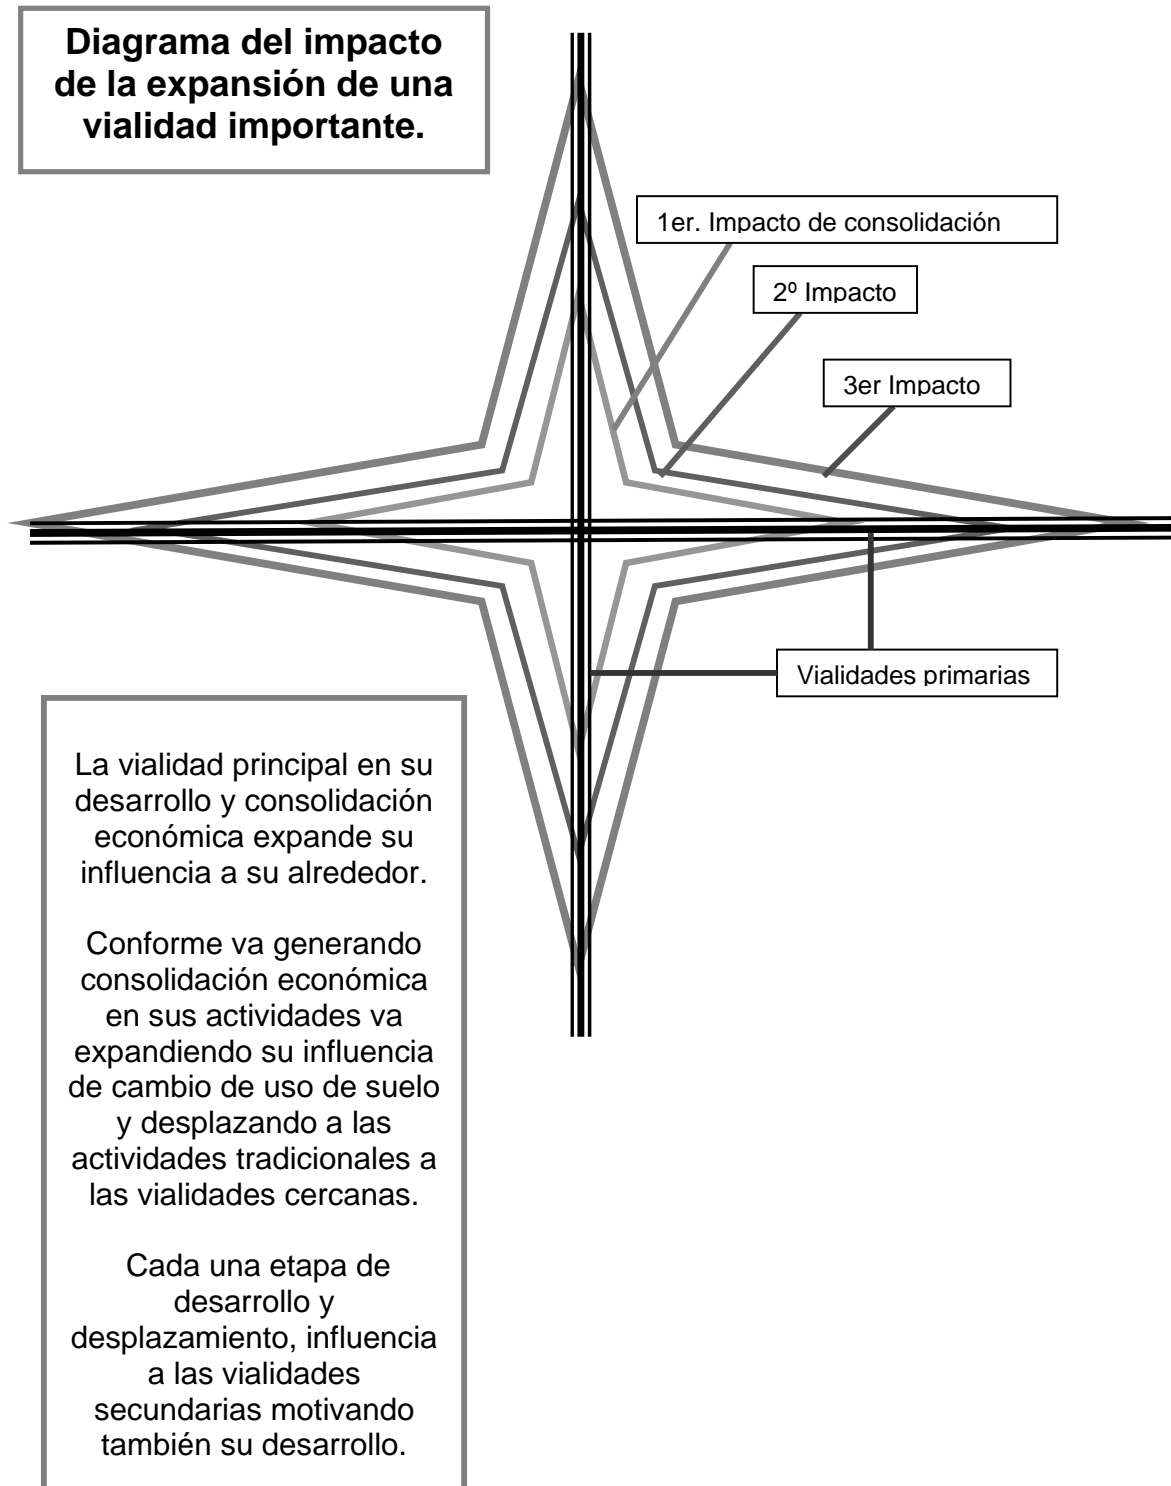 Diagrama del impacto
de la expansión de una
vialidad importante.
1er. Impacto de consolidación
2º Impacto
3er Impacto
Vialidades primarias
La vialidad principal en su
desarrollo y consolidación
económica expande su
influencia a su alrededor.
Conforme va generando
consolidación económica
en sus actividades va
expandiendo su influencia
de cambio de uso de suelo
y desplazando a las
actividades tradicionales a
las vialidades cercanas.
Cada una etapa de
desarrollo y
desplazamiento, influencia
a las vialidades
secundarias motivando
también su desarrollo.